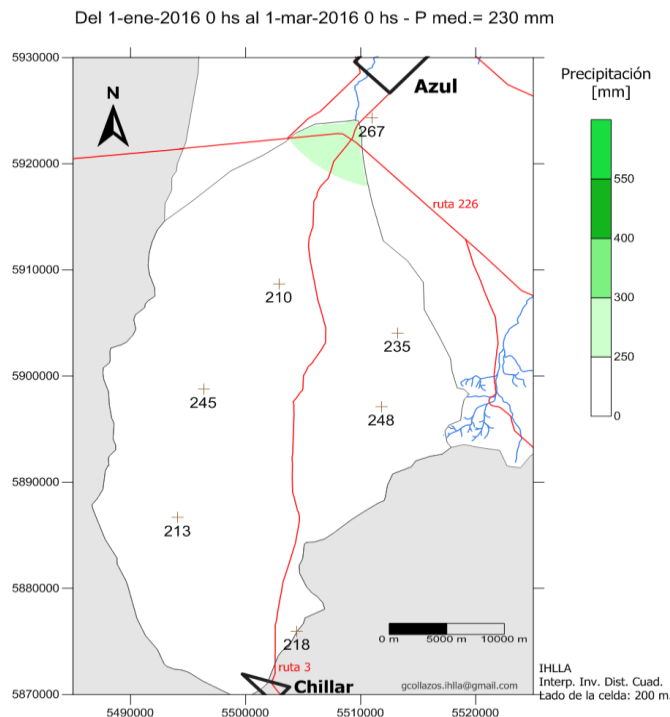 Del 1-ene-2016 0 hs al 1-mar-2016 0 hs - P med.= 230 mm
5930000
5920000
5910000
5900000
5890000
5880000
5870000
N
Azul
267
ruta 226
210
235
245
248
213
218
ruta 3
Chillar
0 m
5000 m
10000 m
gcollazos.ihlla@gmail.com
5490000
5500000
5510000
5520000
Precipitación
[mm]
550
400
300
250
0
IHLLA
Interp. Inv. Dist. Cuad.
Lado de la celda: 200 m.